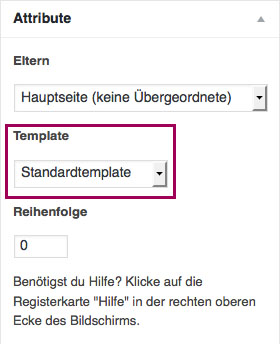 Attribute
Eltern
Hauptseite (keine Übergeordnete)
Template
Standardtemplate
Reihenfolge
0
Benötigst du Hilfe? Klicke auf die
Registerkarte "Hilfe" in der rechten oberen
Ecke des Bildschirms.